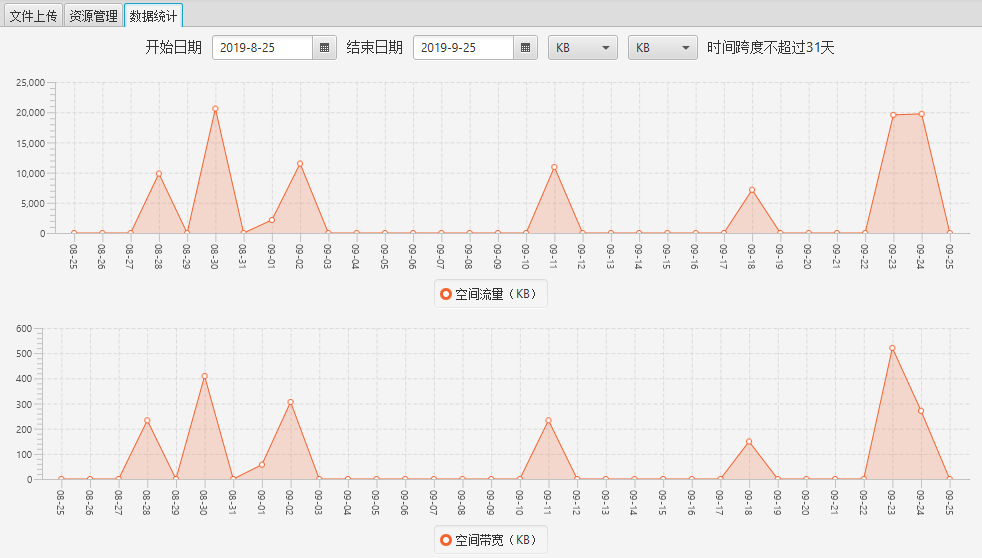 文件上传 资源管理 数据统计
开始日期 2019-8-25 结束日期 2019-9-25 KB KB 时间跨度不超过31天
25,000
20,000
15,000
10,000
5,000
0
08-25 08-26 08-27 08-28 08-29 08-30 08-31 09-01 09-02 09-03 09-04 09-05 09-06 09-07 09-08 09-09 09-10 09-11 09-12 09-13 09-14 09-15 09-16 09-17 09-18 09-19 09-20 09-21 09-22 09-23 09-24 09-25
空间流量（KB）
600
500
400
300
200
100
0
08-25 08-26 08-27 08-28 08-29 08-30 08-31 09-01 09-02 09-03 09-04 09-05 09-06 09-07 09-08 09-09 09-10 09-11 09-12 09-13 09-14 09-15 09-16 09-17 09-18 09-19 09-20 09-21 09-22 09-23 09-24 09-25
空间带宽（KB）